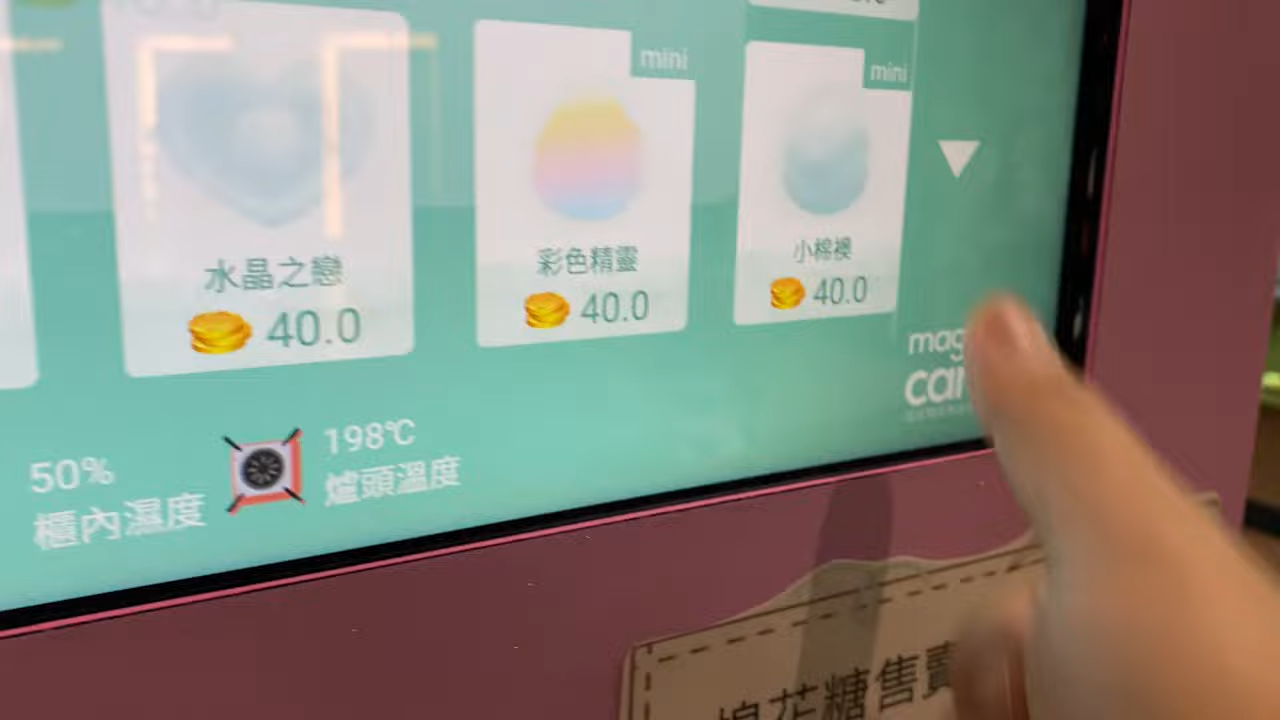 mini
mini
水晶之戀
40.0
彩色精靈
40.0
小棉襖
40.0
50%
櫃內濕度
198℃
爐頭溫度
棉花糖售賣